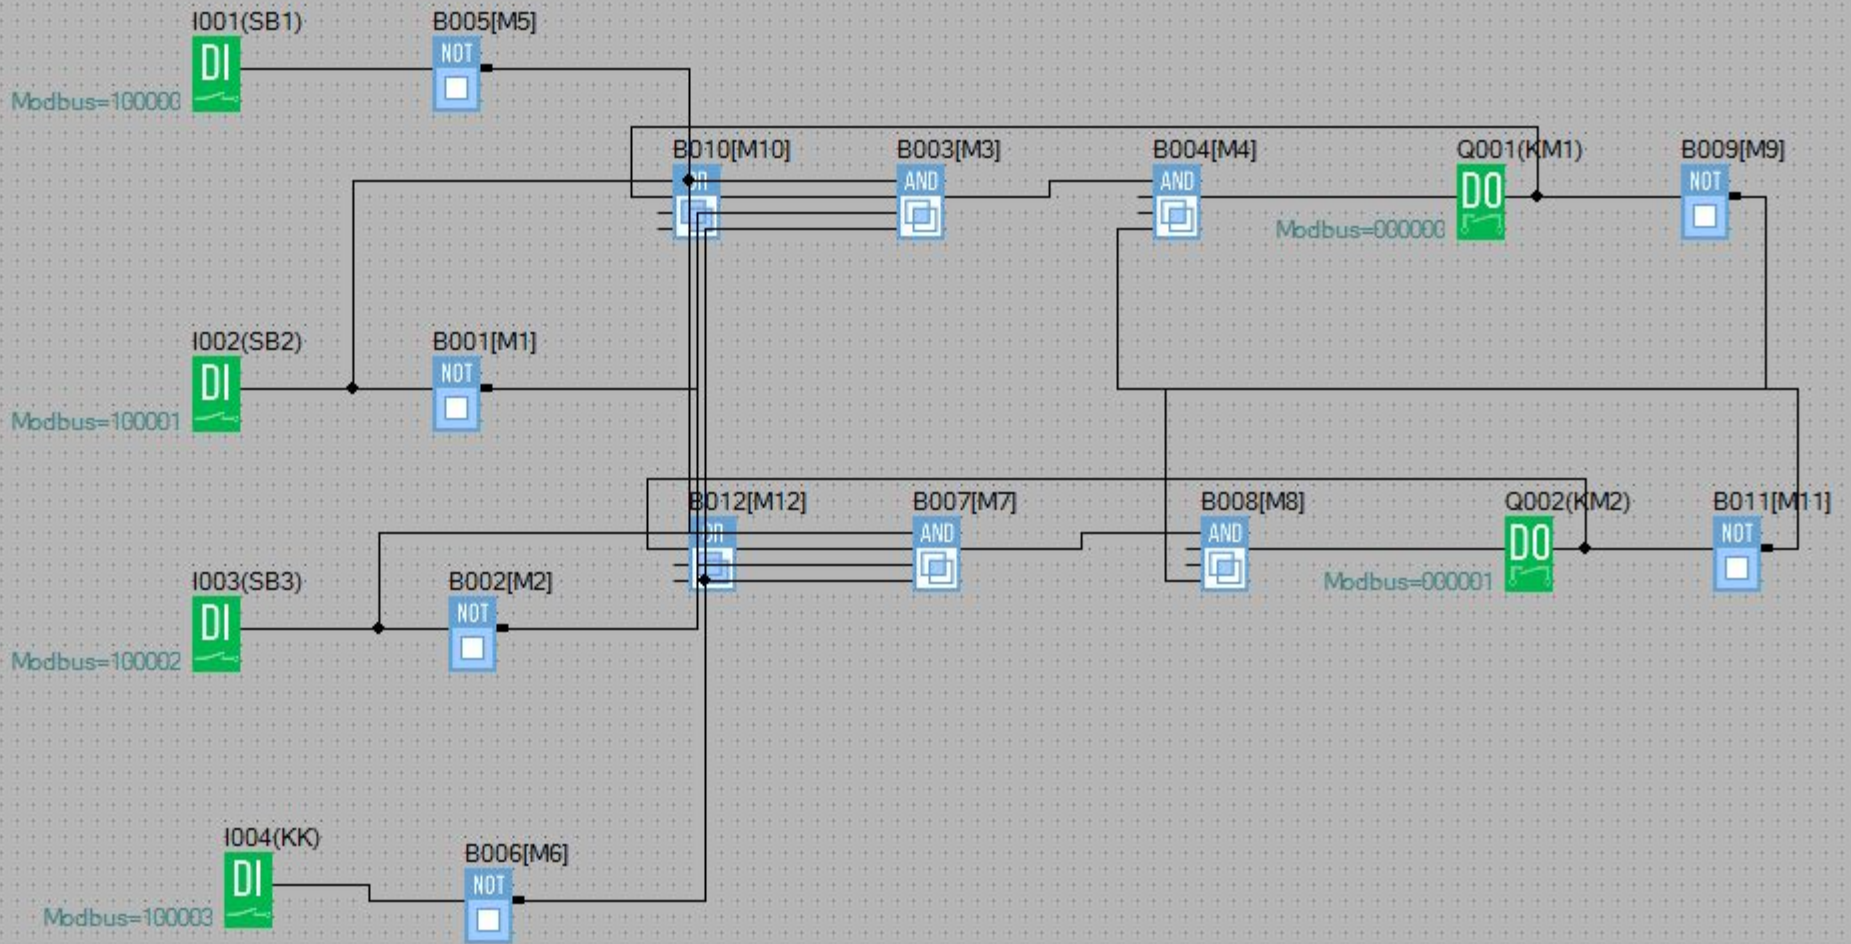 I001(SB1)
B005[M5]
DI
NOT
Modbus=100000
B010[M10]
B003[M3]
B004[M4]
Q001(KM1)
B009[M9]
OR
AND
AND
DO
NOT
Modbus=000000
I002(SB2)
B001[M1]
DI
NOT
Modbus=100001
B012[M12]
B007[M7]
B008[M8]
Q002(KM2)
B011[M11]
OR
AND
AND
DO
NOT
Modbus=000001
I003(SB3)
B002[M2]
DI
NOT
Modbus=100002
I004(KK)
B006[M6]
DI
NOT
Modbus=100003